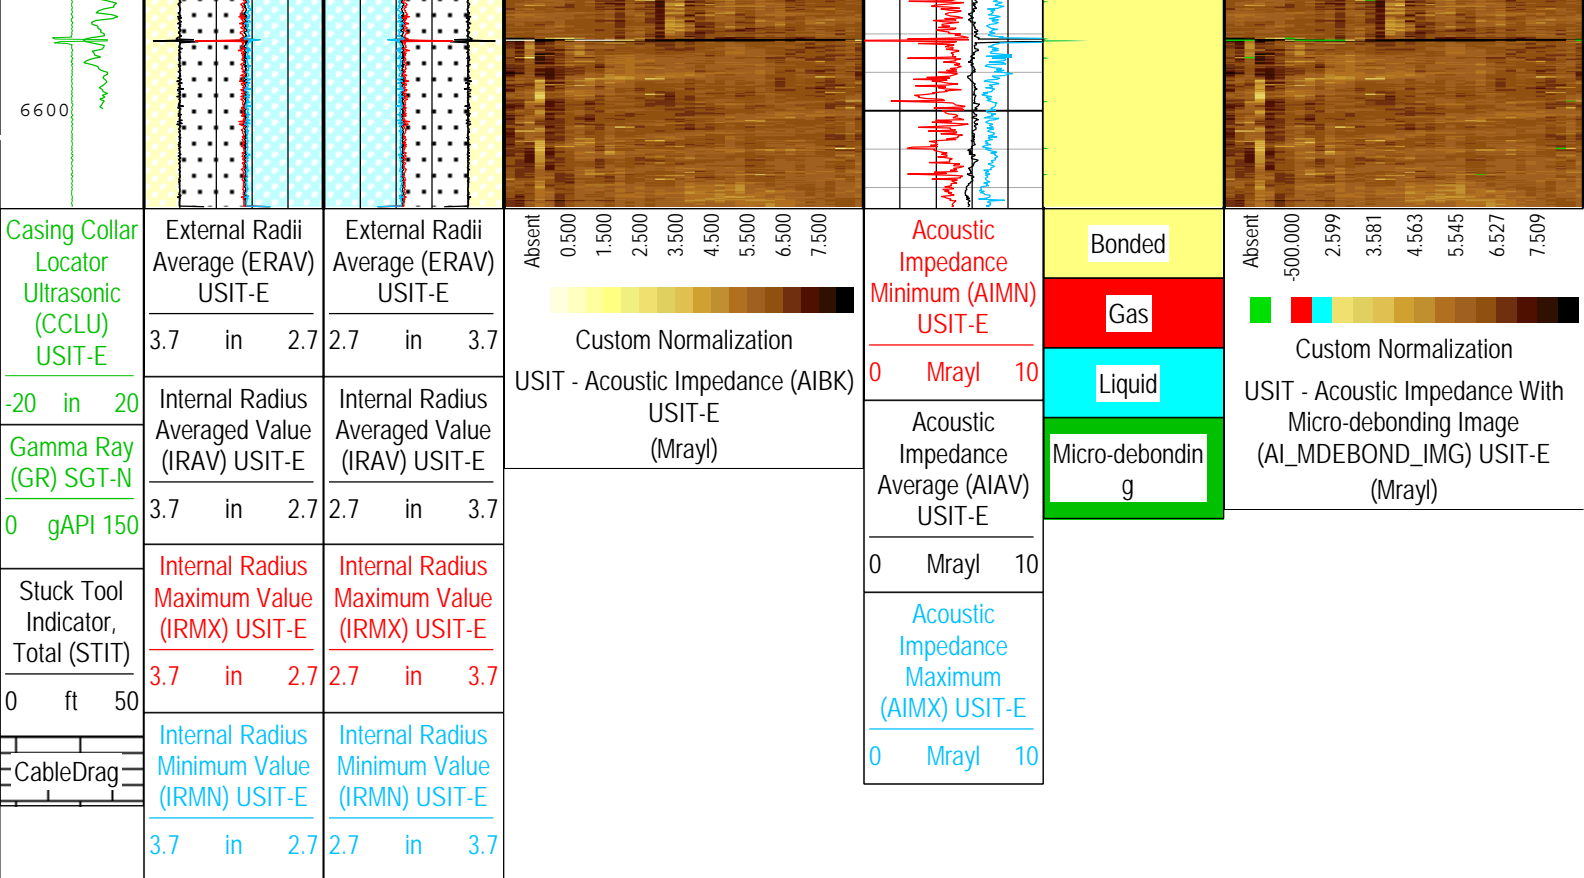 6600
Casing Collar
Locator
Ultrasonic
(CCLU)
USIT-E
-20 in 20
Gamma Ray
(GR) SGT-N
0 gAPI 150
Stuck Tool
Indicator,
Total (STIT)
0 ft 50
CableDrag
External Radii
Average (ERAV)
USIT-E
3.7 in 2.7
Internal Radius
Averaged Value
(IRAV) USIT-E
3.7 in 2.7
Internal Radius
Maximum Value
(IRMX) USIT-E
3.7 in 2.7
Internal Radius
Minimum Value
(IRMN) USIT-E
3.7 in 2.7
External Radii
Average (ERAV)
USIT-E
2.7 in 3.7
Internal Radius
Averaged Value
(IRAV) USIT-E
2.7 in 3.7
Internal Radius
Maximum Value
(IRMX) USIT-E
2.7 in 3.7
Internal Radius
Minimum Value
(IRMN) USIT-E
2.7 in 3.7
Absent
0.500
1.500
2.500
3.500
4.500
5.500
6.500
7.500
Custom Normalization
USIT - Acoustic Impedance (AIBK)
USIT-E
(Mrayl)
Acoustic
Impedance
Minimum (AIMN)
USIT-E
0 Mrayl 10
Acoustic
Impedance
Average (AIAV)
USIT-E
0 Mrayl 10
Acoustic
Impedance
Maximum
(AIMX) USIT-E
0 Mrayl 10
Bonded
Gas
Liquid
Micro-debondin
g
Absent
-500.000
2.599
3.581
4.563
5.545
6.527
7.509
Custom Normalization
USIT - Acoustic Impedance With
Micro-debonding Image
(AI_MDEBOND_IMG) USIT-E
(Mrayl)